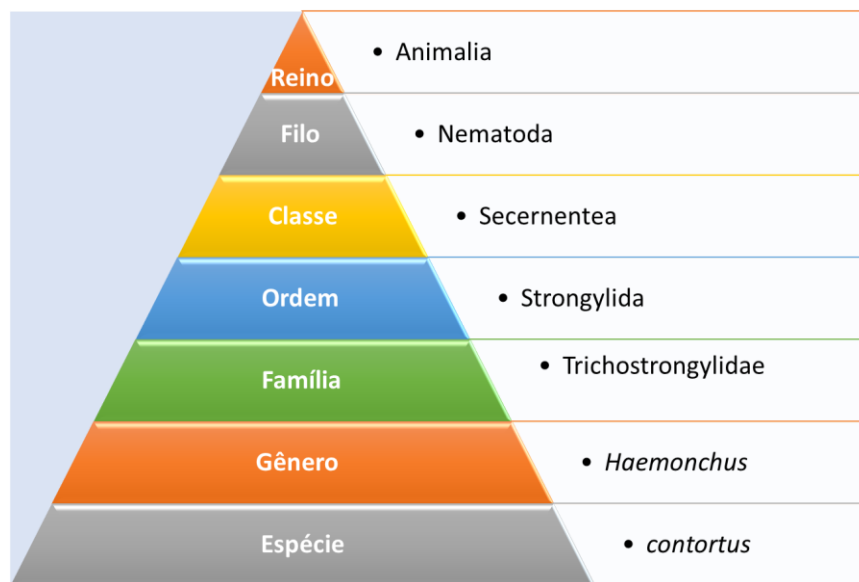 Reino
• Animalia
Filo
• Nematoda
Classe
• Secernentea
Ordem
• Strongylida
Família
• Trichostrongylidae
Gênero
• Haemonchus
Espécie
• contortus